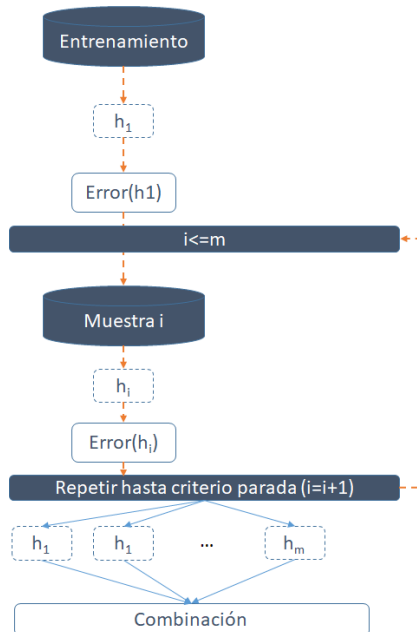 Entrenamiento
h1
Error(h1)
i<=m
Muestra i
hi
Error(hi)
Repetir hasta criterio parada (i=i+1)
h1 h1 ... hm
Combinación